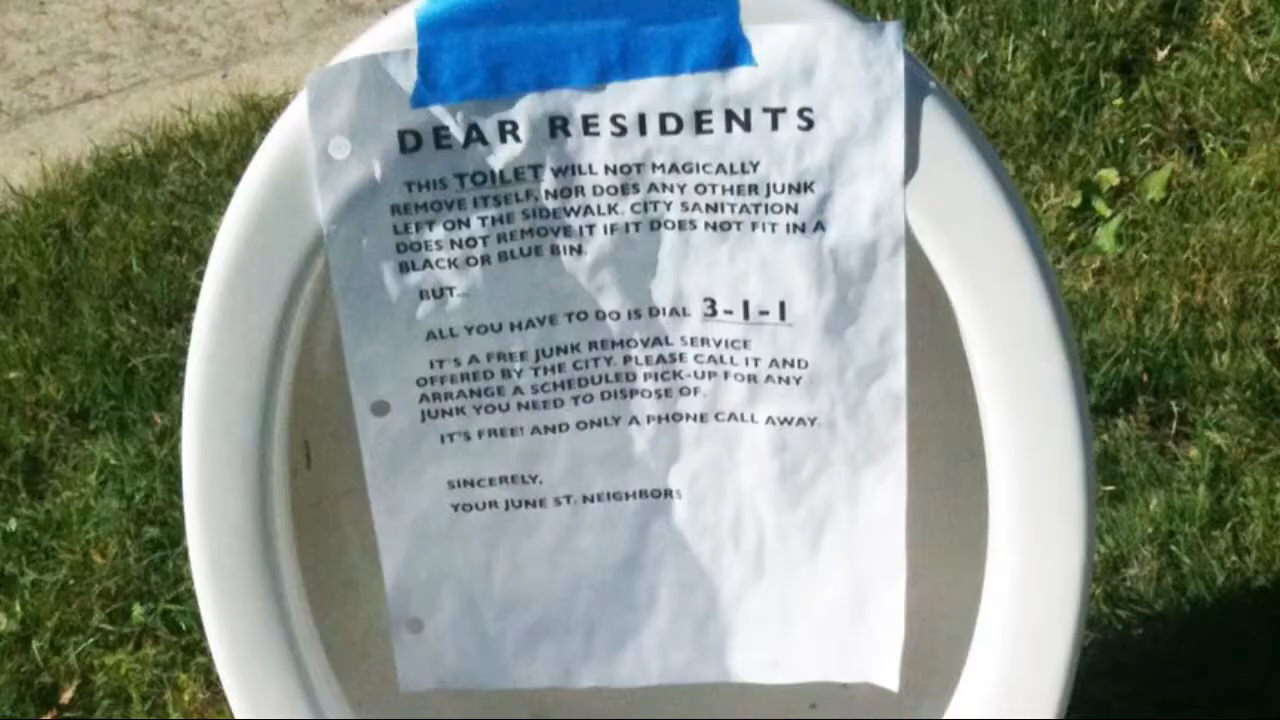 DEAR RESIDENTS
THIS TOILET WILL NOT MAGICALLY
REMOVE ITSELF, NOR DOES ANY OTHER JUNK
LEFT ON THE SIDEWALK. CITY SANITATION
DOES NOT REMOVE IT IF IT DOES NOT FIT IN A
BLACK OR BLUE BIN.
BUT...
ALL YOU HAVE TO DO IS DIAL 3-1-1
IT'S A FREE JUNK REMOVAL SERVICE
OFFERED BY THE CITY. PLEASE CALL IT AND
ARRANGE A SCHEDULED PICK-UP FOR ANY
JUNK YOU NEED TO DISPOSE OF.
IT'S FREE! AND ONLY A PHONE CALL AWAY.
SINCERELY,
YOUR JUNE ST. NEIGHBORS